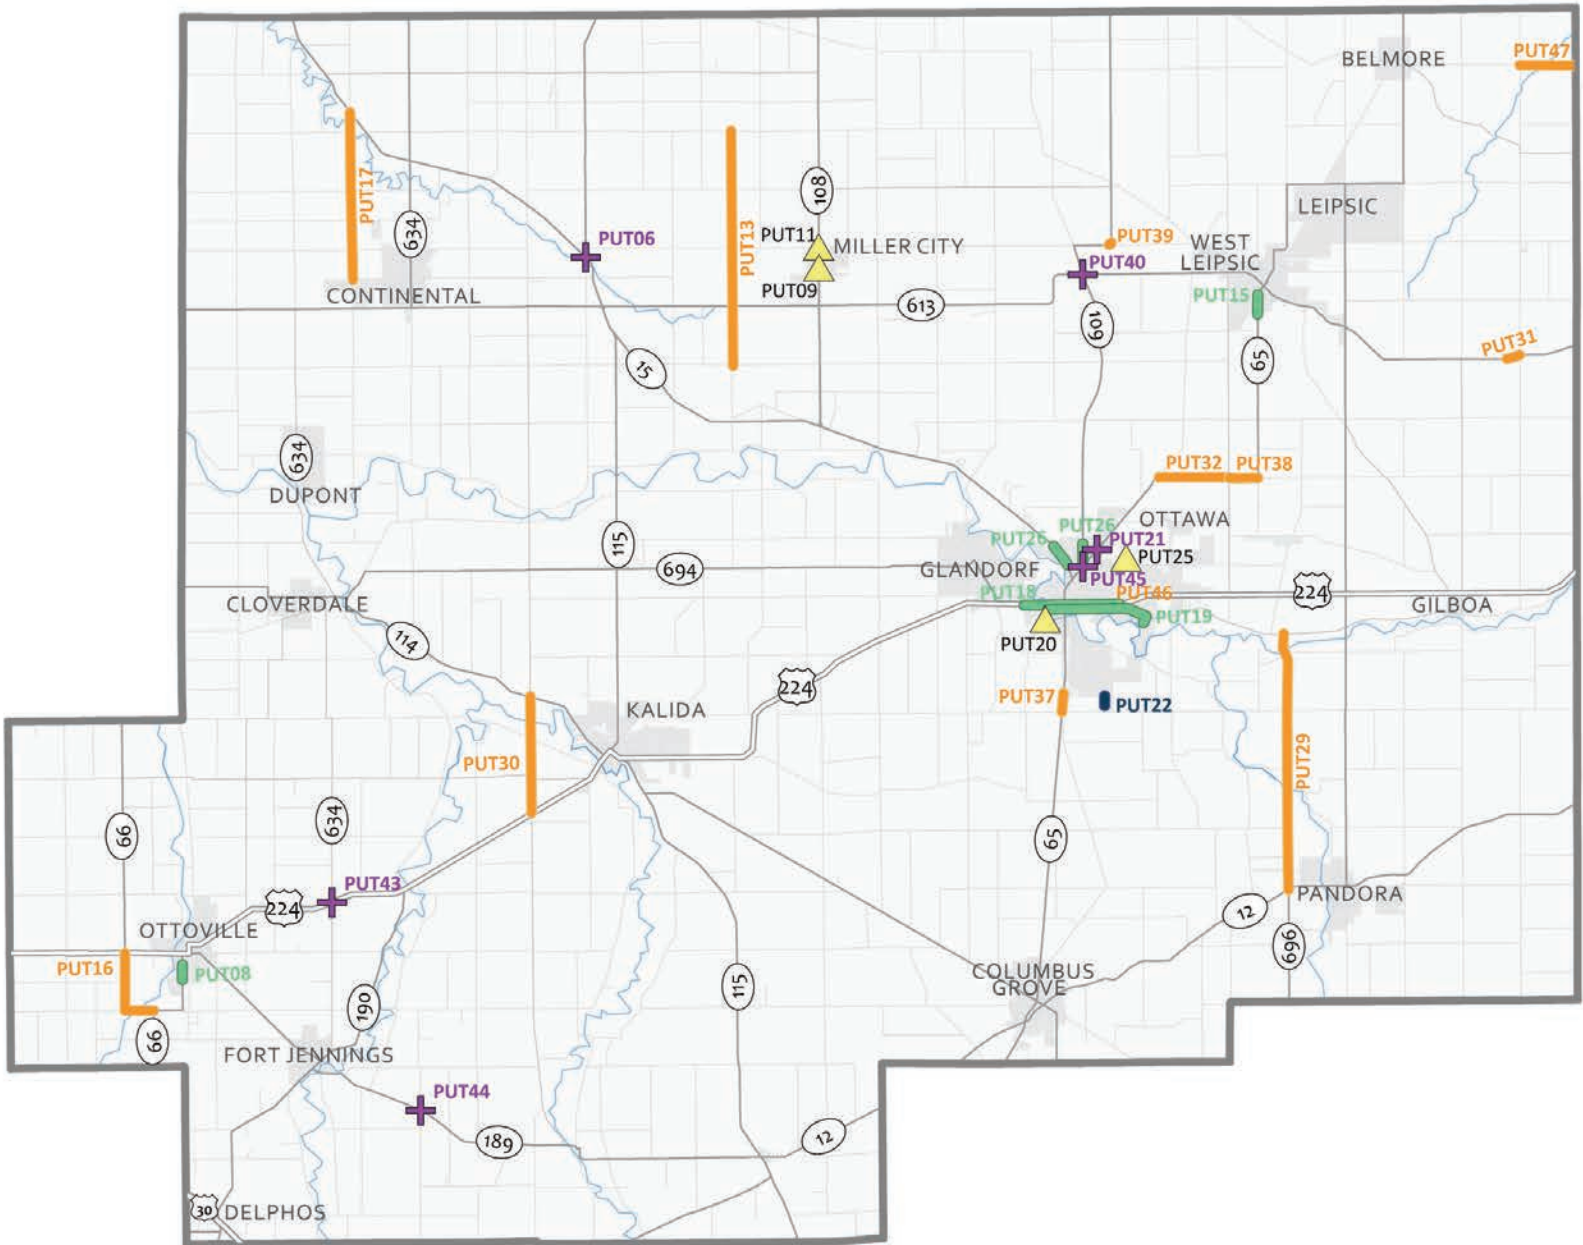 BELMORE
PUT47
PUT17
108
LEIPSIC
634
PUT06
PUT13
PUT11
MILLER CITY
PUT39
WEST
LEIPSIC
PUT40
PUT09
CONTINENTAL
613
PUT15
109
PUT31
15
65
634
DUPONT
PUT32
PUT38
OTTAWA
PUT26
PUT26
PUT21
PUT25
115
694
GLANDORF
PUT45
PUT18
PUT46
224
GILBOA
CLOVERDALE
PUT19
114
PUT20
224
PUT37
PUT22
KALIDA
PUT30
PUT29
66
634
65
PUT43
224
PANDORA
12
OTTOVILLE
696
PUT16
PUT08
COLUMBUS
GROVE
115
190
66
FORT JENNINGS
PUT44
189
12
30
DELPHOS